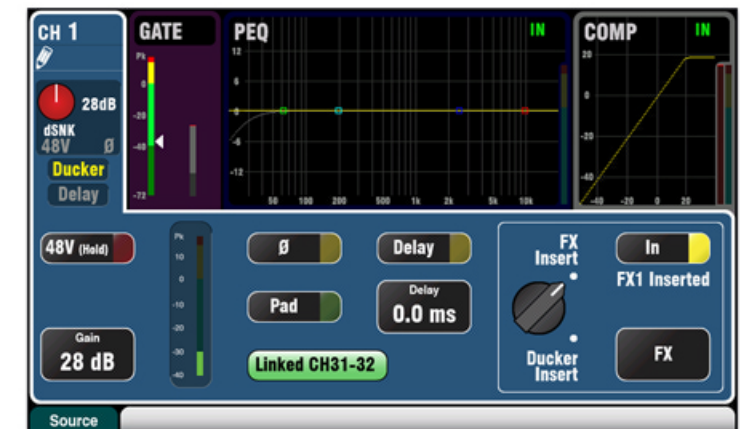 CH 1
28dB
dSNK
48V Ø
Ducker
Delay
GATE
Pk
0
-20
-40
-72
PEQ IN
12
6
0
-6
-12
50 100 200 500 1k 2k 5k 10k
COMP IN
20
0
-20
-40
-40 -20 0 20
48V (Hold)
Gain
28 dB
Pk
10
0
-10
-20
-30
-40
Ø
Pad
Linked CH31-32
Delay
Delay
0.0 ms
FX
Insert
Ducker
Insert
In
FX1 Inserted
FX
Source